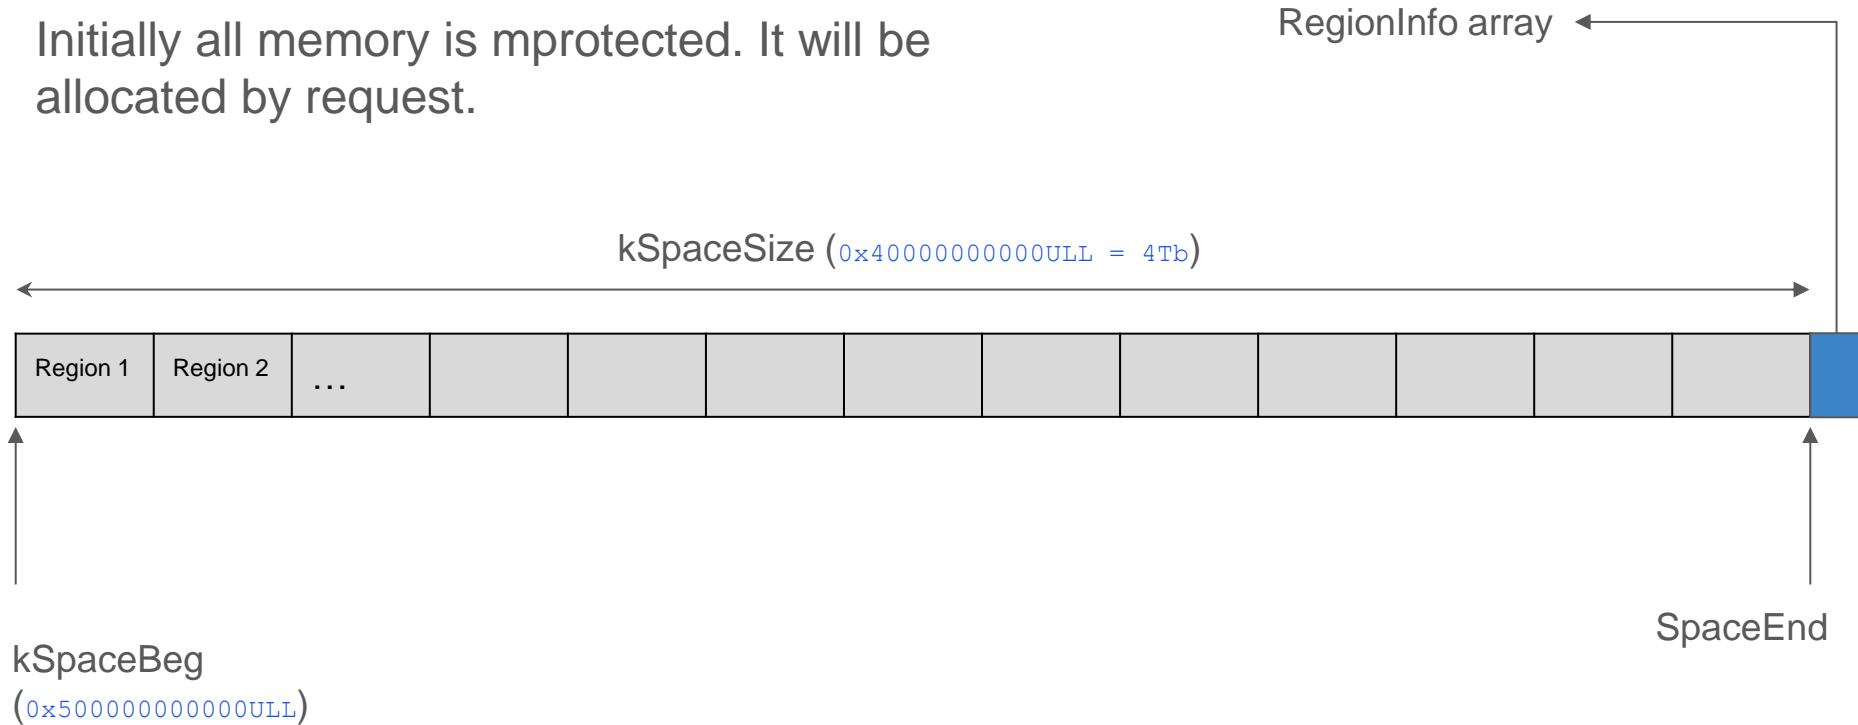 Initially all memory is mprotected. It will be
allocated by request.
RegionInfo array
kSpaceSize (0x40000000000ULL = 4Tb)
Region 1
Region 2
...
kSpaceBeg
(0x500000000000ULL)
SpaceEnd